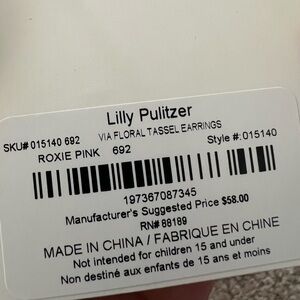 Lilly Pulitzer
SKU# 015140 692 VIA FLORAL TASSEL EARRINGS Style #: 015140
ROXIE PINK 692
197367087345
Manufacturer's Suggested Price $58.00
RN# 88189
MADE IN CHINA / FABRIQUE EN CHINE
Not intended for children 15 and under
Non destiné aux enfants de 15 ans et moins